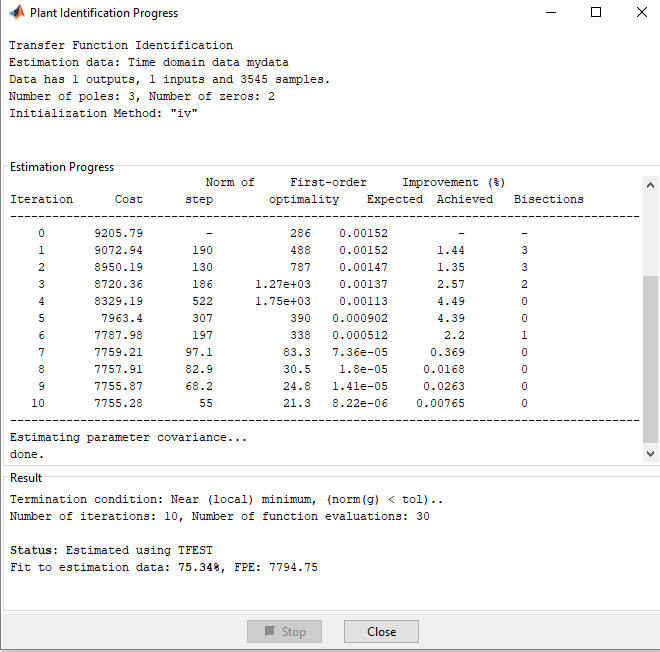 Plant Identification Progress
Transfer Function Identification
Estimation data: Time domain data mydata
Data has 1 outputs, 1 inputs and 3545 samples.
Number of poles: 3, Number of zeros: 2
Initialization Method: "iv"
Estimation Progress
Norm of First-order Improvement (%)
Iteration Cost step optimality Expected Achieved Bisections
------------------------------------------------------------------------------------------
0 9205.79 - 286 0.00152 - -
1 9072.94 190 488 0.00152 1.44 3
2 8950.19 130 787 0.00147 1.35 3
3 8720.36 186 1.27e+03 0.00137 2.57 2
4 8329.19 522 1.75e+03 0.00113 4.49 0
5 7963.4 307 390 0.000902 4.39 0
6 7787.98 197 338 0.000512 2.2 1
7 7759.21 97.1 83.3 7.36e-05 0.369 0
8 7757.91 82.9 30.5 1.8e-05 0.0168 0
9 7755.87 68.2 24.8 1.41e-05 0.0263 0
10 7755.28 55 21.3 8.22e-06 0.00765 0
------------------------------------------------------------------------------------------
Estimating parameter covariance...
done.
Result
Termination condition: Near (local) minimum, (norm(g) < tol)..
Number of iterations: 10, Number of function evaluations: 30
Status: Estimated using TFEST
Fit to estimation data: 75.34%, FPE: 7794.75
Stop Close